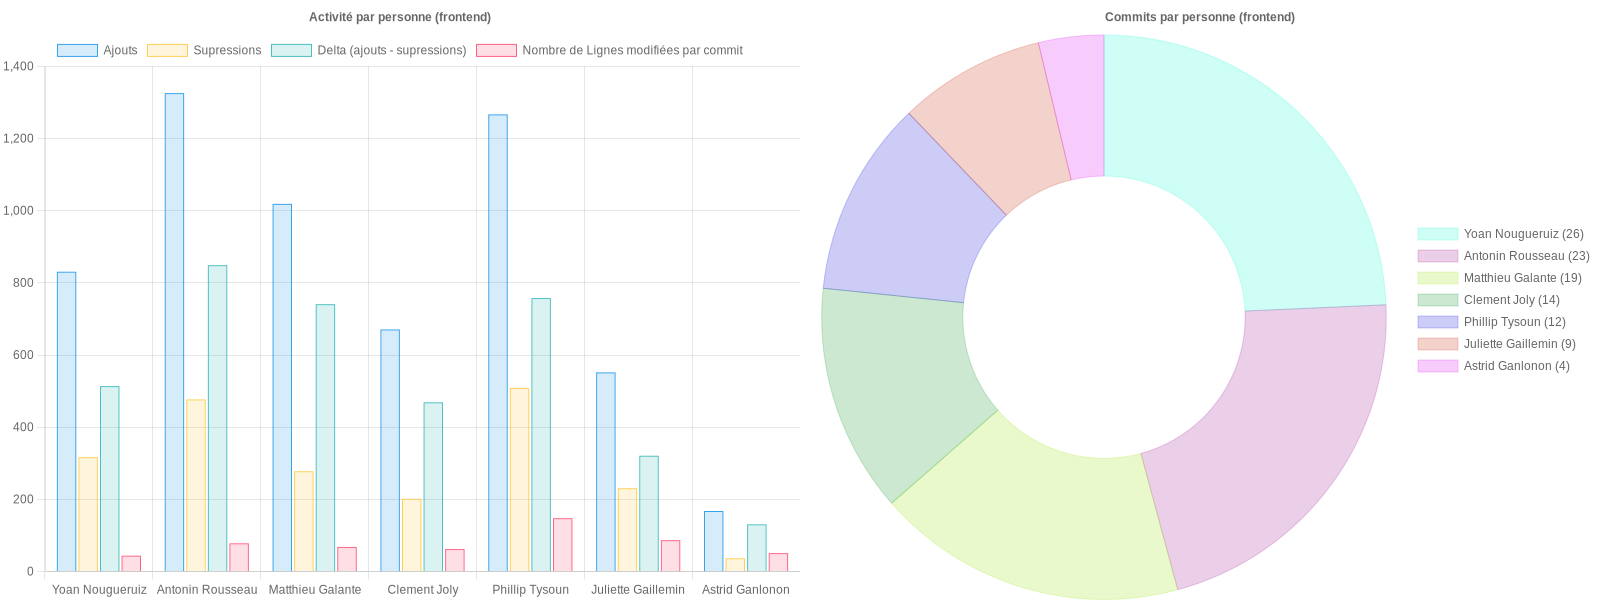 Activité par personne (frontend)
Ajouts Supressions Delta (ajouts - supressions) Nombre de Lignes modifiées par commit
1,400
1,200
1,000
800
600
400
200
0
Yoan Nougueruiz Antonin Rousseau Matthieu Galante Clement Joly Phillip Tysoun Juliette Gaillemin Astrid Ganlonon
Commits par personne (frontend)
Yoan Nougueruiz (26)
Antonin Rousseau (23)
Matthieu Galante (19)
Clement Joly (14)
Phillip Tysoun (12)
Juliette Gaillemin (9)
Astrid Ganlonon (4)